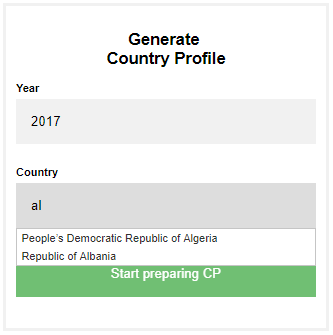 Generate
Country Profile
Year
2017
Country
al
People’s Democratic Republic of Algeria
Republic of Albania
Start preparing CP